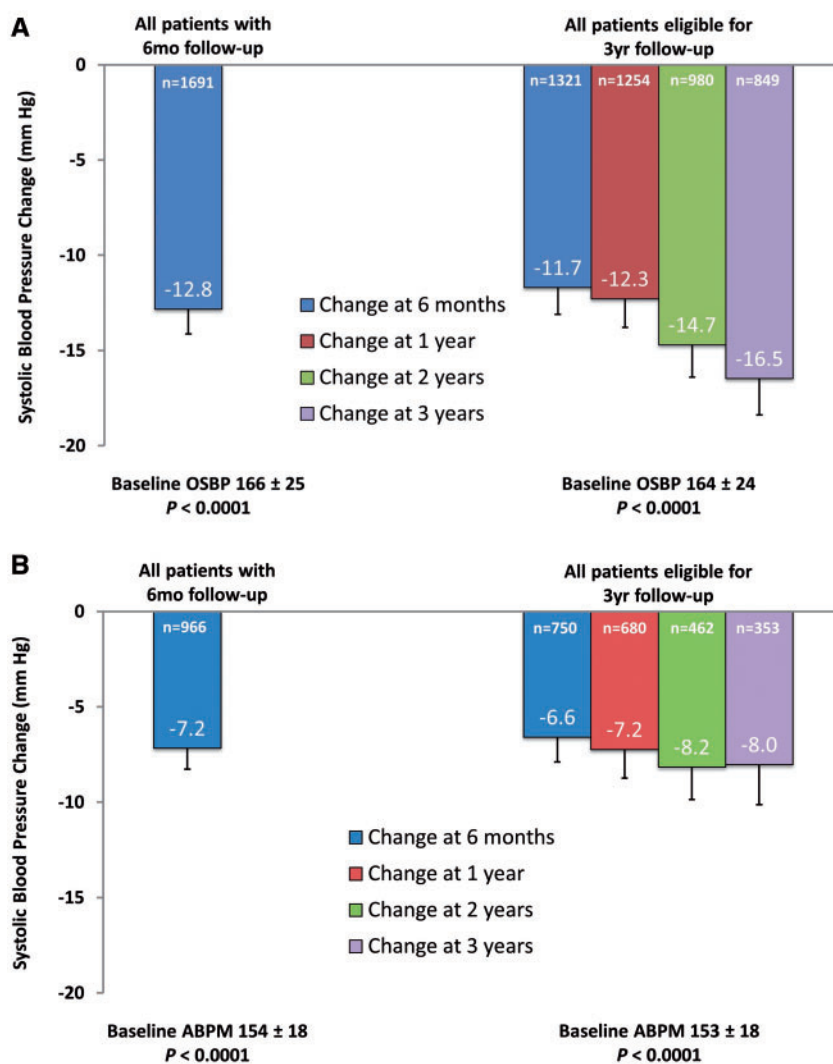 A
All patients with
6mo follow-up
All patients eligible for
3yr follow-up
Systolic Blood Pressure Change (mm Hg)
0
-5
-10
-15
-20
n=1691
n=1321
n=1254
n=980
n=849
-12.8
-11.7
-12.3
-14.7
-16.5
Change at 6 months
Change at 1 year
Change at 2 years
Change at 3 years
Baseline OSBP 166 ± 25
P < 0.0001
Baseline OSBP 164 ± 24
P < 0.0001
B
All patients with
6mo follow-up
All patients eligible for
3yr follow-up
Systolic Blood Pressure Change (mm Hg)
0
-5
-10
-15
-20
n=966
n=750
n=680
n=462
n=353
-7.2
-6.6
-7.2
-8.2
-8.0
Change at 6 months
Change at 1 year
Change at 2 years
Change at 3 years
Baseline ABPM 154 ± 18
P < 0.0001
Baseline ABPM 153 ± 18
P < 0.0001